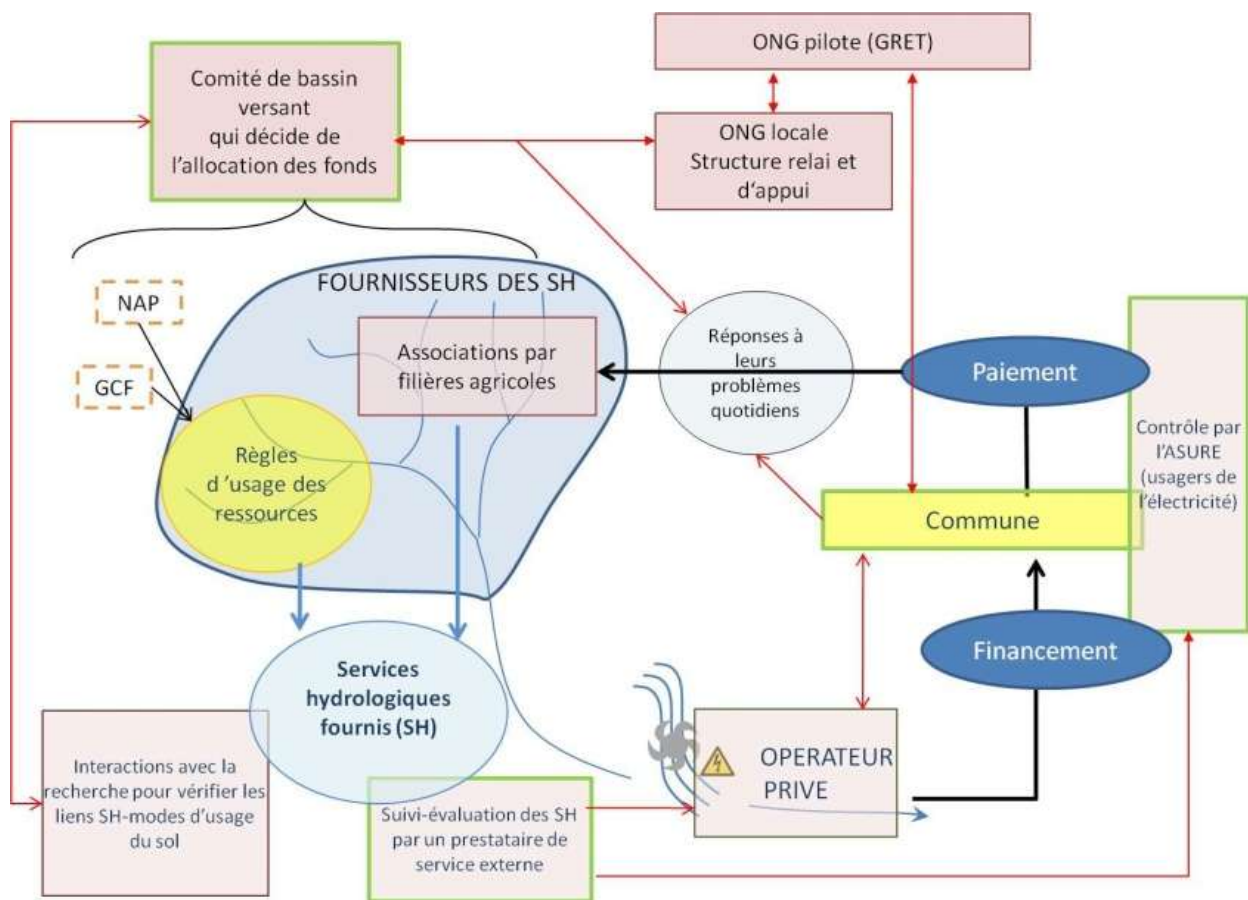 ONG pilote (GRET)
Comité de bassin
versant
qui décide de
l'allocation des fonds
ONG locale
Structure relai et
d'appui
FOURNISSEURS DES SH
NAP
GCF
Associations par
filières agricoles
Réponses à
leurs
problèmes
quotidiens
Paiement
Contrôle par
l'ASURE
(usagers de
l'électricité)
Règles
d 'usage des
ressources
Commune
Financement
Services
hydrologiques
fournis (SH)
OPERATEUR
PRIVE
Interactions avec la
recherche pour vérifier les
liens SH-modes d'usage
du sol
Suivi-évaluation des SH
par un prestataire de
service externe